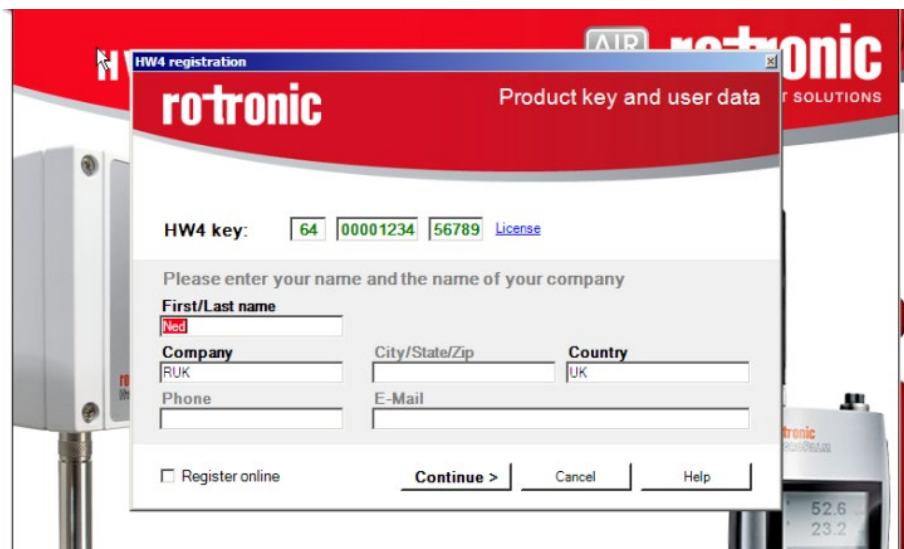 HW
AIR rotronic
HW4 registration
SOLUTIONS
rotronic
Product key and user data
HW4 key: 64 00001234 56789 License
Please enter your name and the name of your company
First/Last name
Ned
Company City/State/Zip Country
RUK UK
Phone E-Mail
Register online Continue > Cancel Help
52.6
23.2